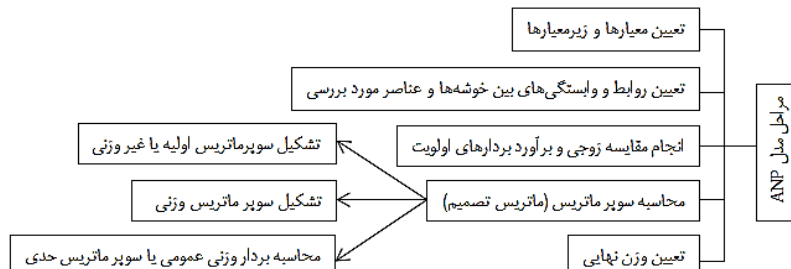 مراحل مدل ANP
تعیین معیارها و زیرمعیارها
تعیین روابط و وابستگی‌های بین خوشه‌ها و عناصر مورد بررسی
انجام مقایسه زوجی و برآورد بردارهای اولویت
محاسبه سوپر ماتریس (ماتریس تصمیم)
تشکیل سوپرماتریس اولیه یا غیر وزنی
تشکیل سوپر ماتریس وزنی
محاسبه بردار وزنی عمومی یا سوپر ماتریس حدی
تعیین وزن نهایی